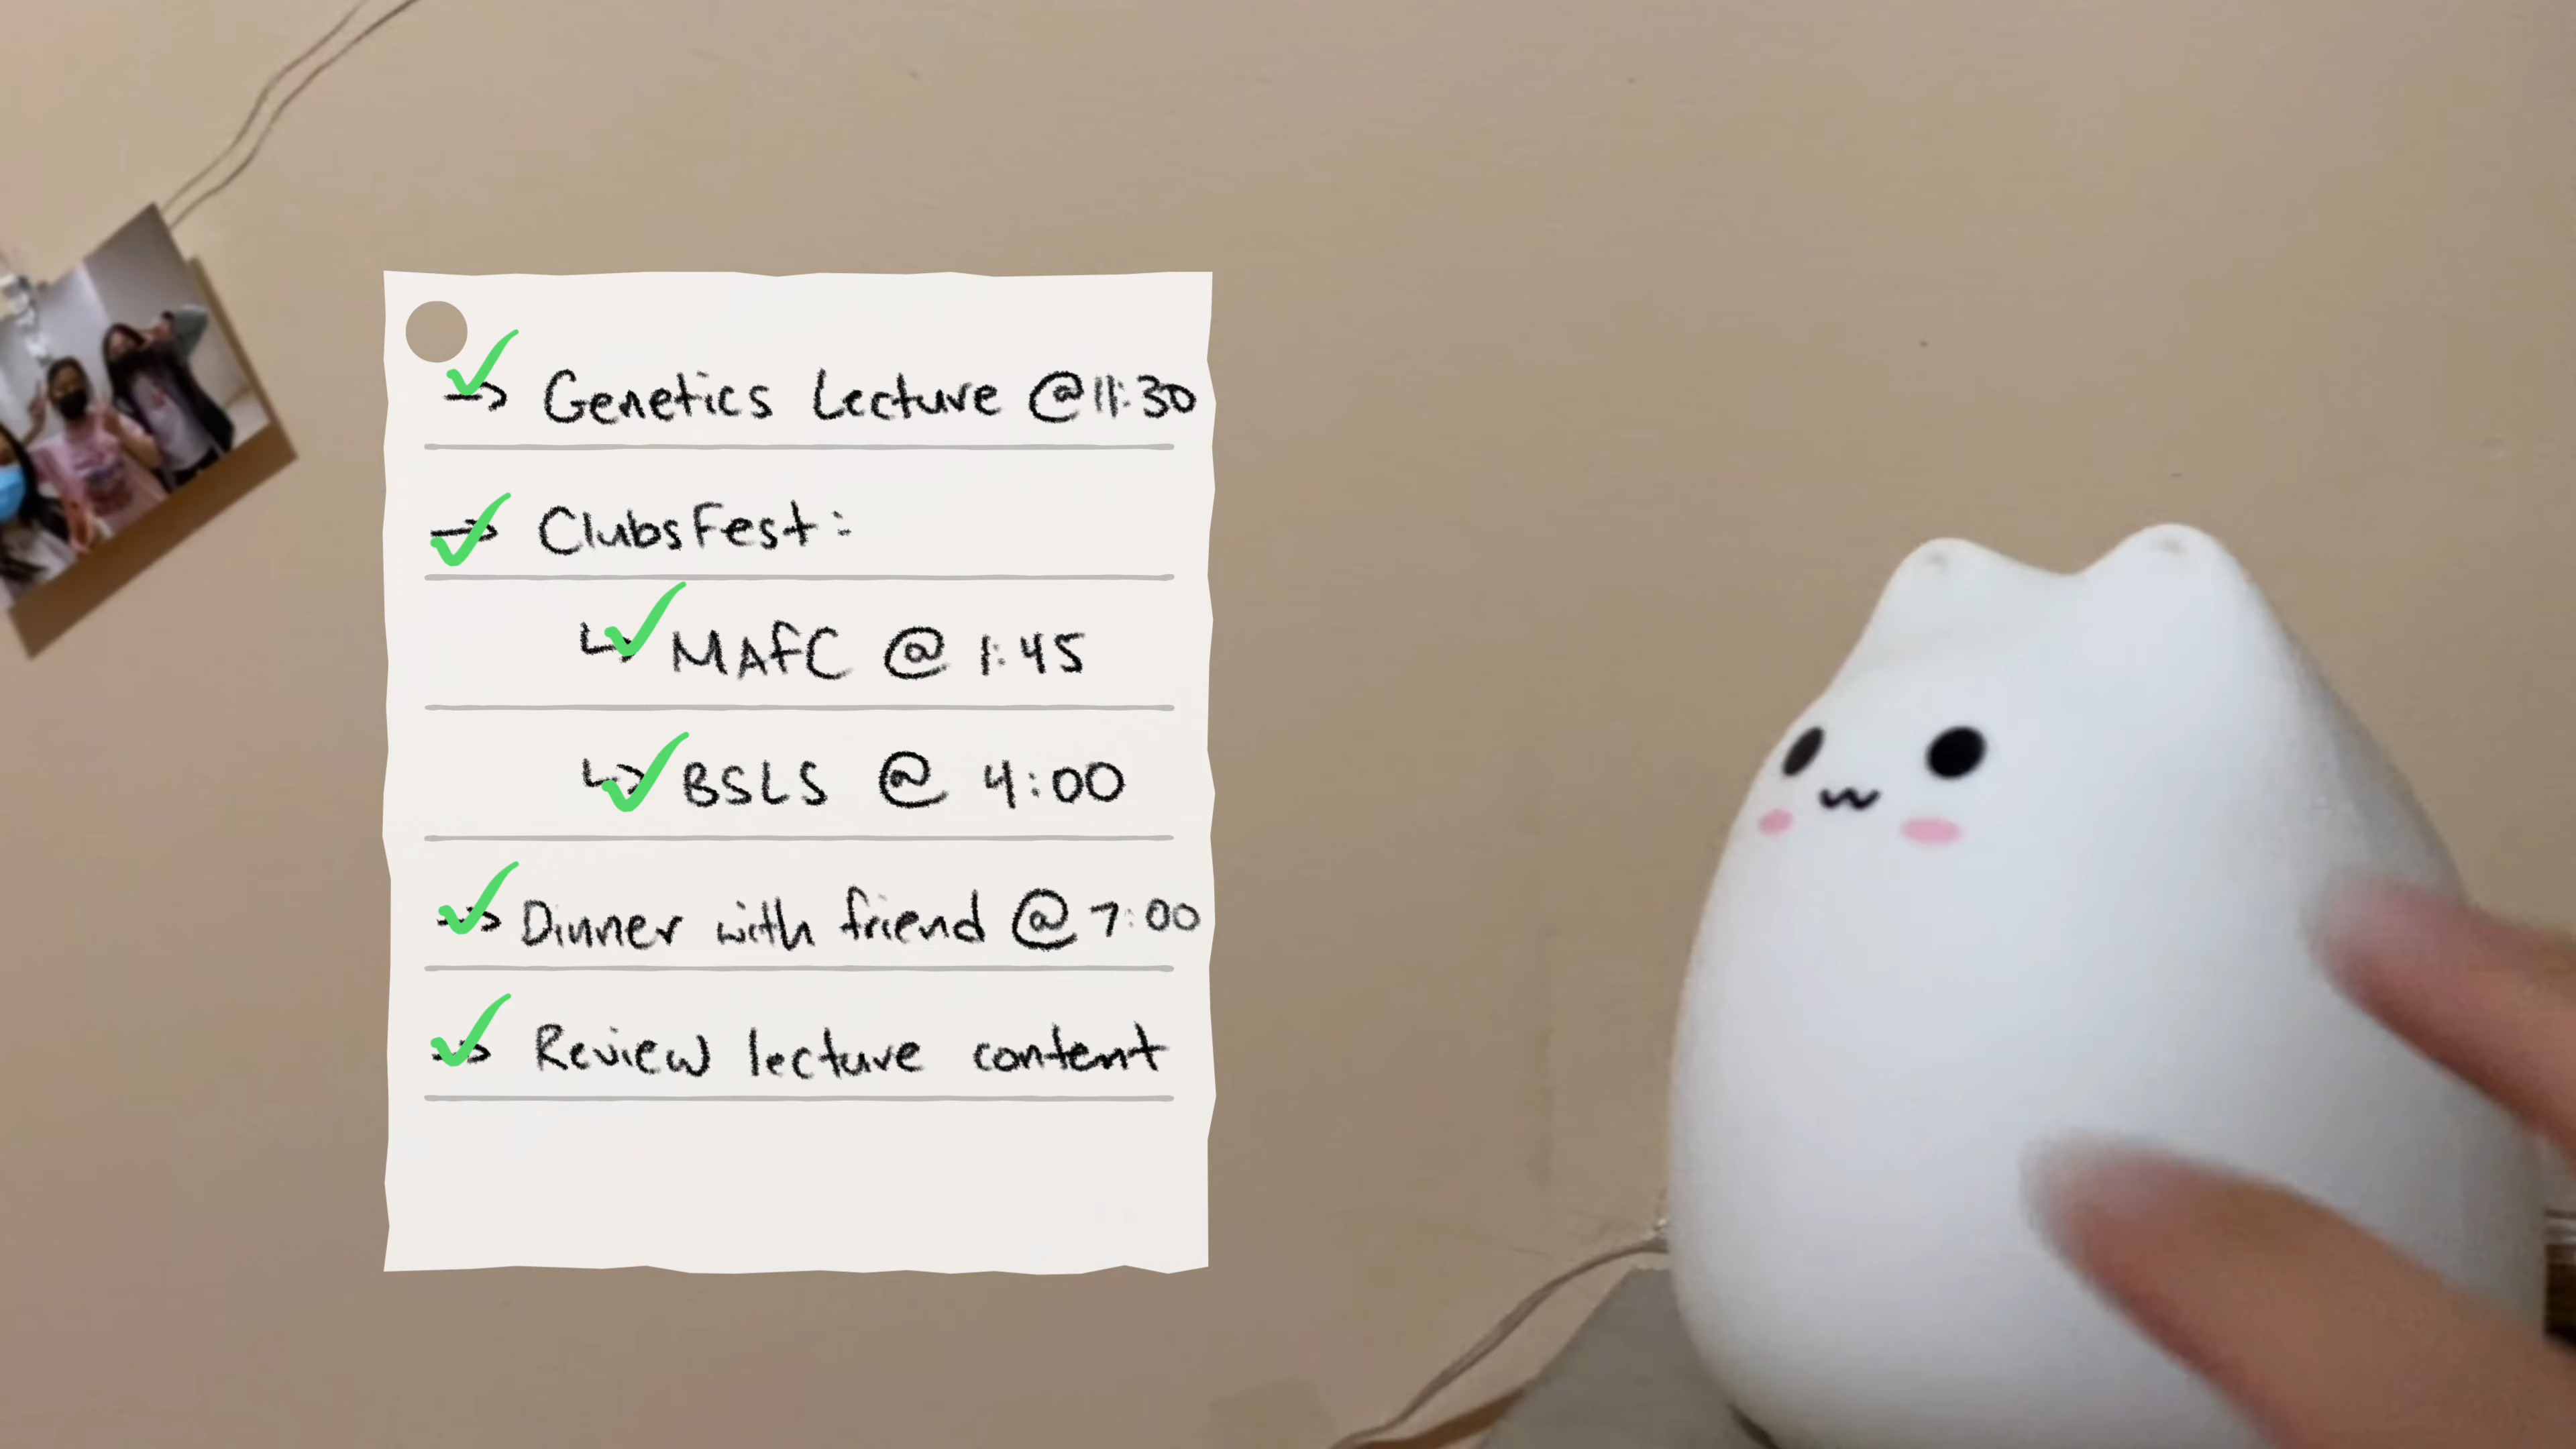 → Genetics Lecture @11:30
→ ClubsFest:
↳ MAfC @ 1:45
↳ BSLS @ 4:00
→ Dinner with friend @ 7:00
→ Review lecture content